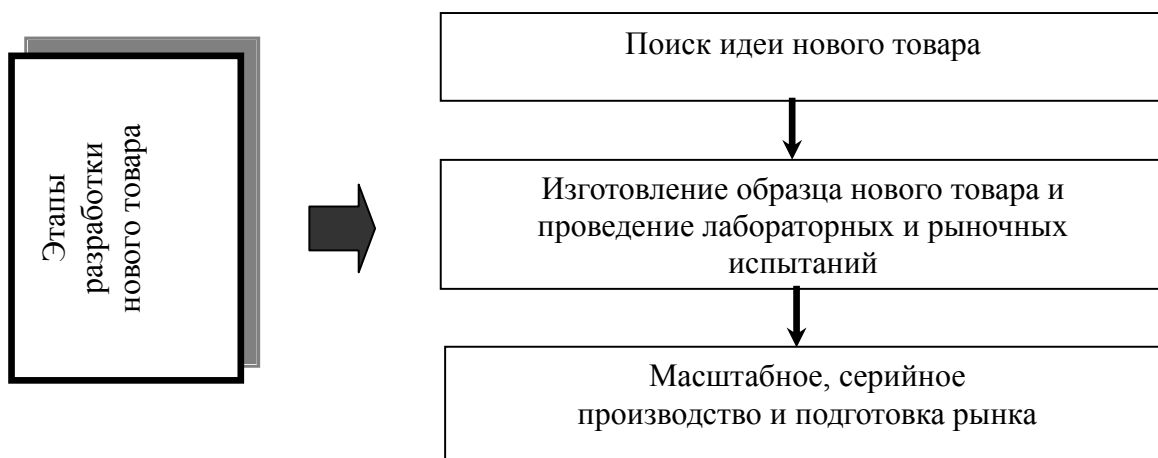 Этапы
разработки
нового товара
Поиск идеи нового товара
Изготовление образца нового товара и
проведение лабораторных и рыночных
испытаний
Масштабное, серийное
производство и подготовка рынка